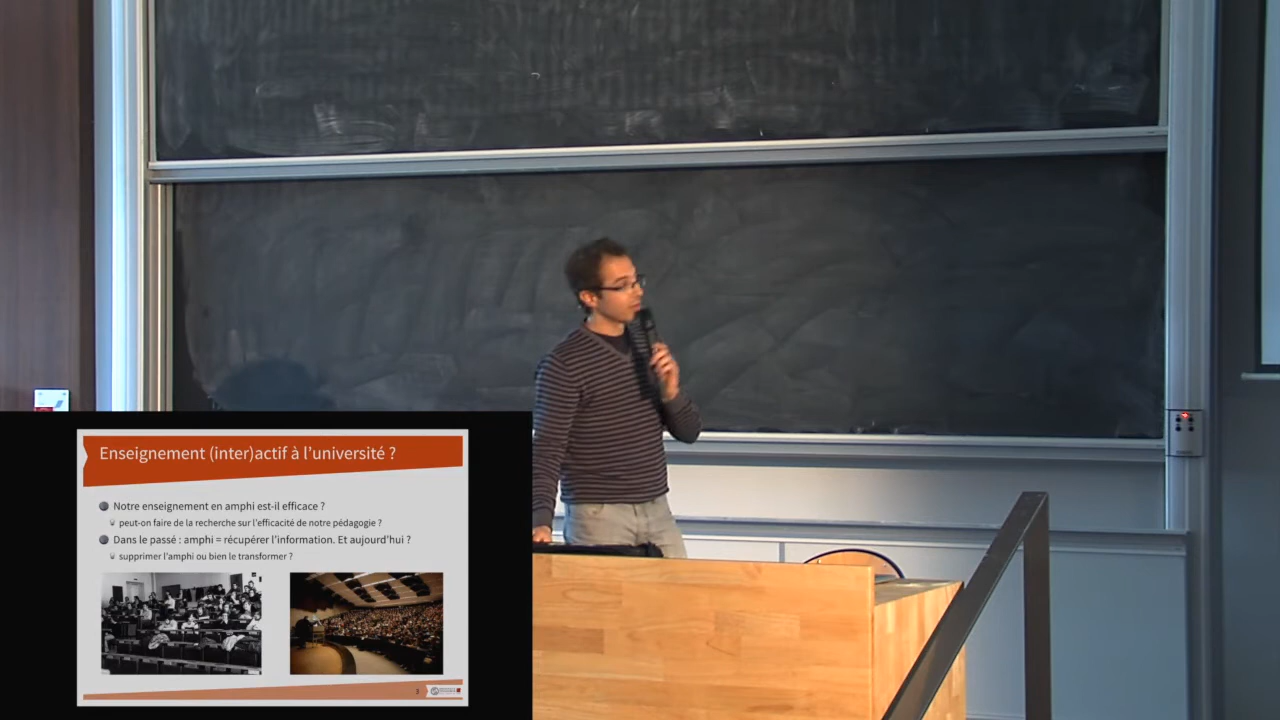 Enseignement (inter)actif à l'université ?
Notre enseignement en amphi est-il efficace ?
peut-on faire de la recherche sur l'efficacité de notre pédagogie ?
Dans le passé : amphi = récupérer l'information. Et aujourd'hui ?
supprimer l'amphi ou bien le transformer ?
3